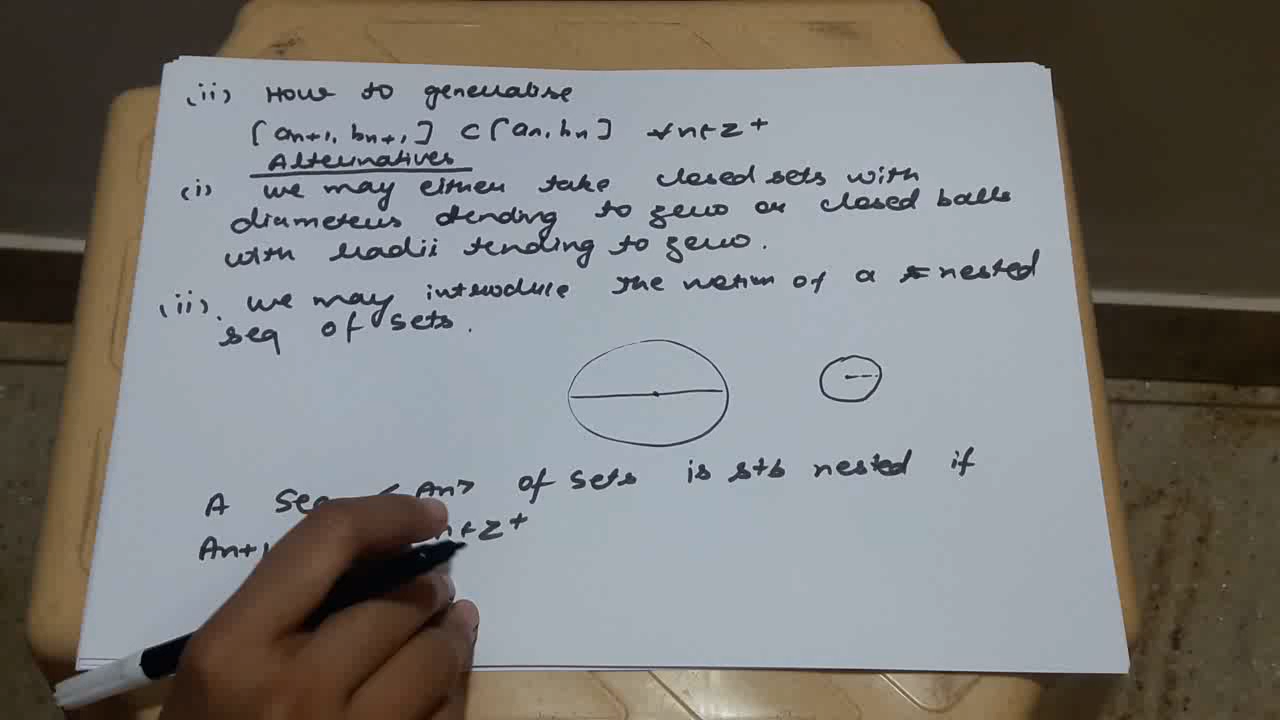 (ii) How to generalise
[an+1, bn+1] ⊂ [an, bn] ∀n∈Z+
Alternatives
(i) we may either take closed sets with
diameters tending to zero or closed balls
with radii tending to zero.
(ii). we may introduce the notion of a nested
seq of sets.
A Seq <An> of sets is s+b nested if
An+1 n∈Z+